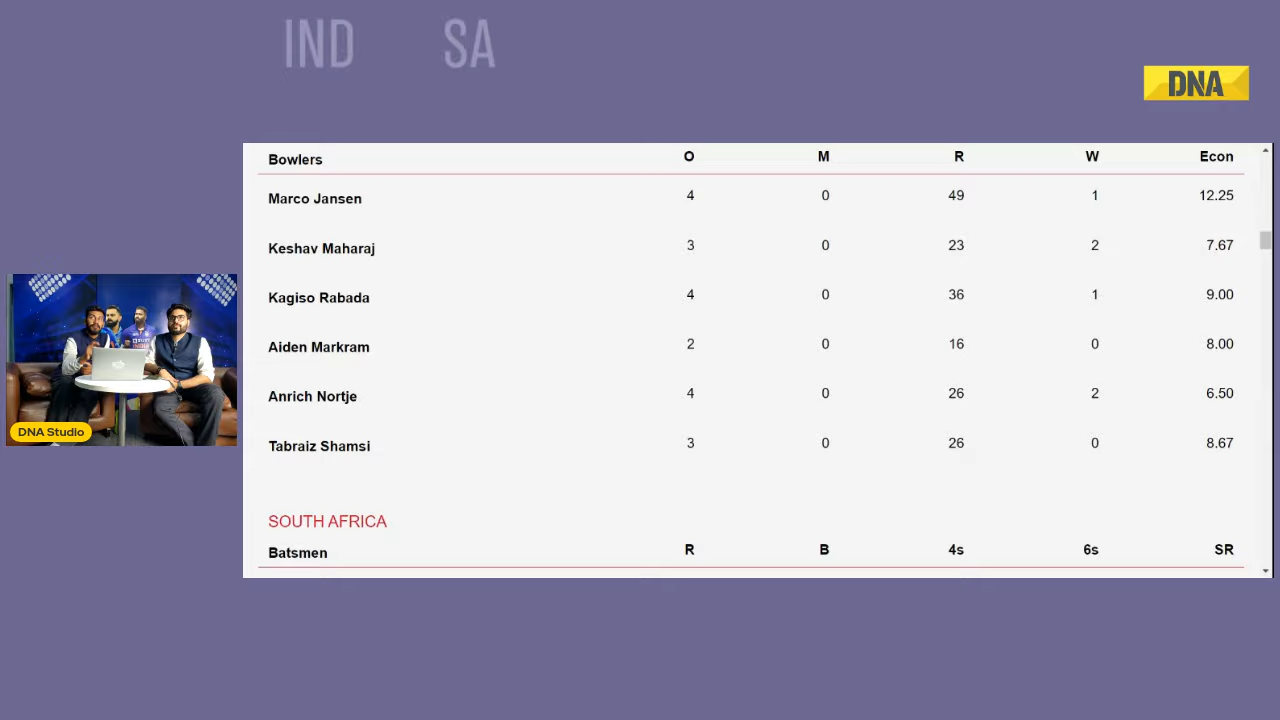 IND SA
DNA
Bowlers O M R W Econ
Marco Jansen 4 0 49 1 12.25
Keshav Maharaj 3 0 23 2 7.67
Kagiso Rabada 4 0 36 1 9.00
Aiden Markram 2 0 16 0 8.00
Anrich Nortje 4 0 26 2 6.50
Tabraiz Shamsi 3 0 26 0 8.67
DNA Studio
SOUTH AFRICA
Batsmen R B 4s 6s SR